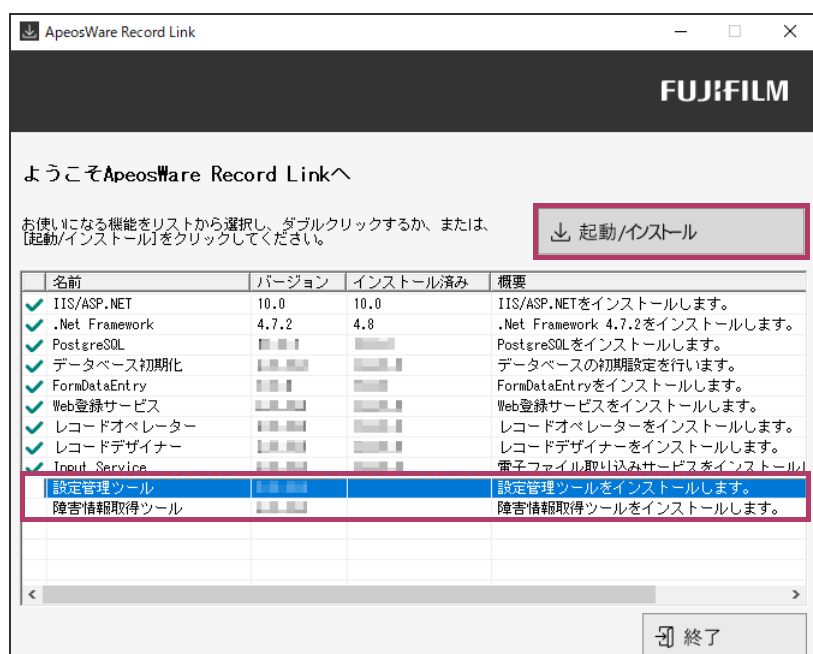 ApeosWare Record Link
FUJIFILM
ようこそApeosWare Record Linkへ
お使いになる機能をリストから選択し、ダブルクリックするか、または、
[起動/インストール]をクリックしてください。
起動/インストール
名前 バージョン インストール済み 概要
IIS/ASP.NET 10.0 10.0 IIS/ASP.NETをインストールします。
.Net Framework 4.7.2 4.8 .Net Framework 4.7.2をインストールします。
PostgreSQL PostgreSQLをインストールします。
データベース初期化 データベースの初期設定を行います。
FormDataEntry FormDataEntryをインストールします。
Web登録サービス Web登録サービスをインストールします。
レコードオペレーター レコードオペレーターをインストールします。
レコードデザイナー レコードデザイナーをインストールします。
Input Service 電子ファイル取り込みサービスをインストールし
設定管理ツール 設定管理ツールをインストールします。
障害情報取得ツール 障害情報取得ツールをインストールします。
終了